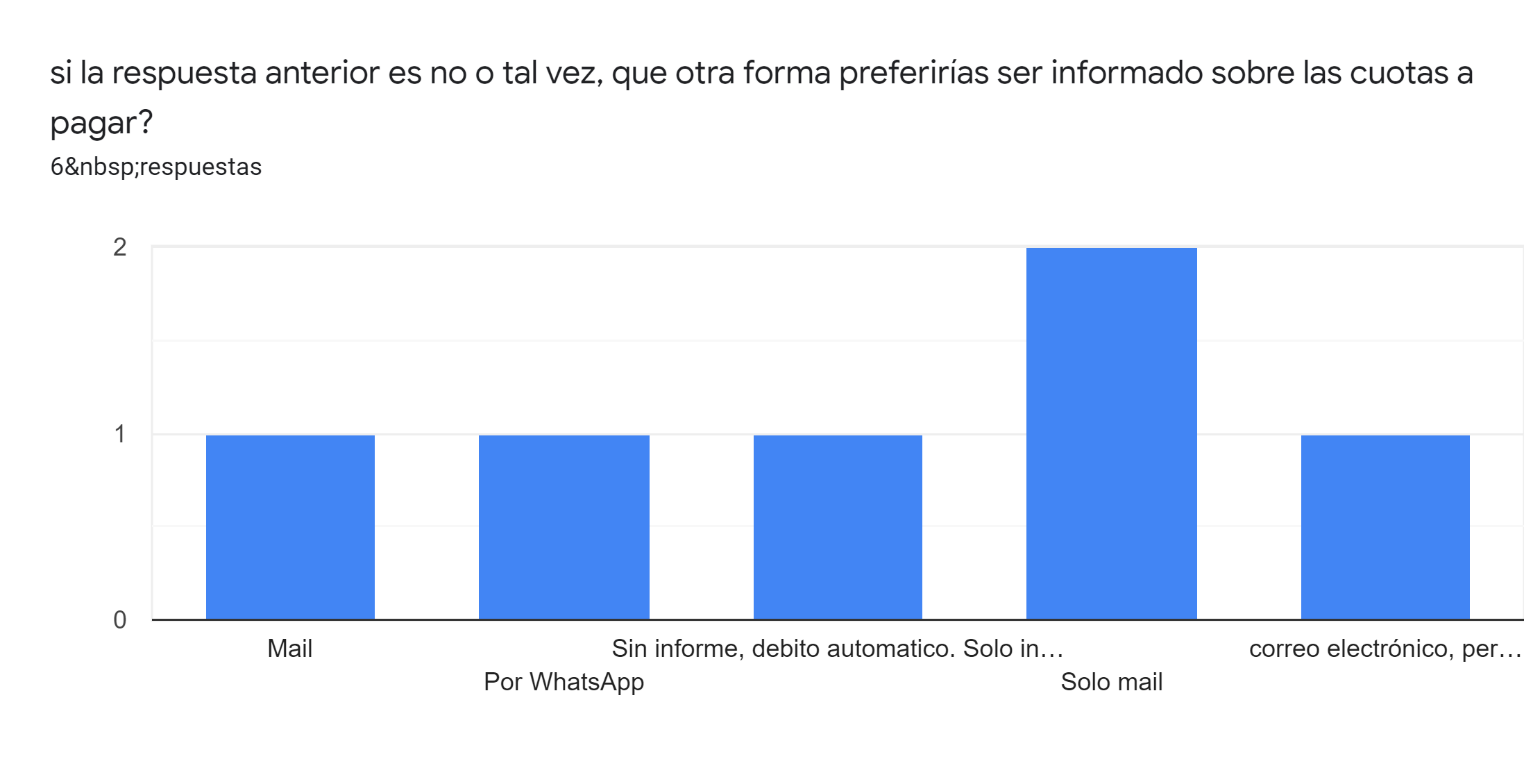 si la respuesta anterior es no o tal vez, que otra forma preferirías ser informado sobre las cuotas a
pagar?
6&nbsp;respuestas
2
1
0
Mail
Por WhatsApp
Sin informe, debito automatico. Solo in…
Solo mail
correo electrónico, per…